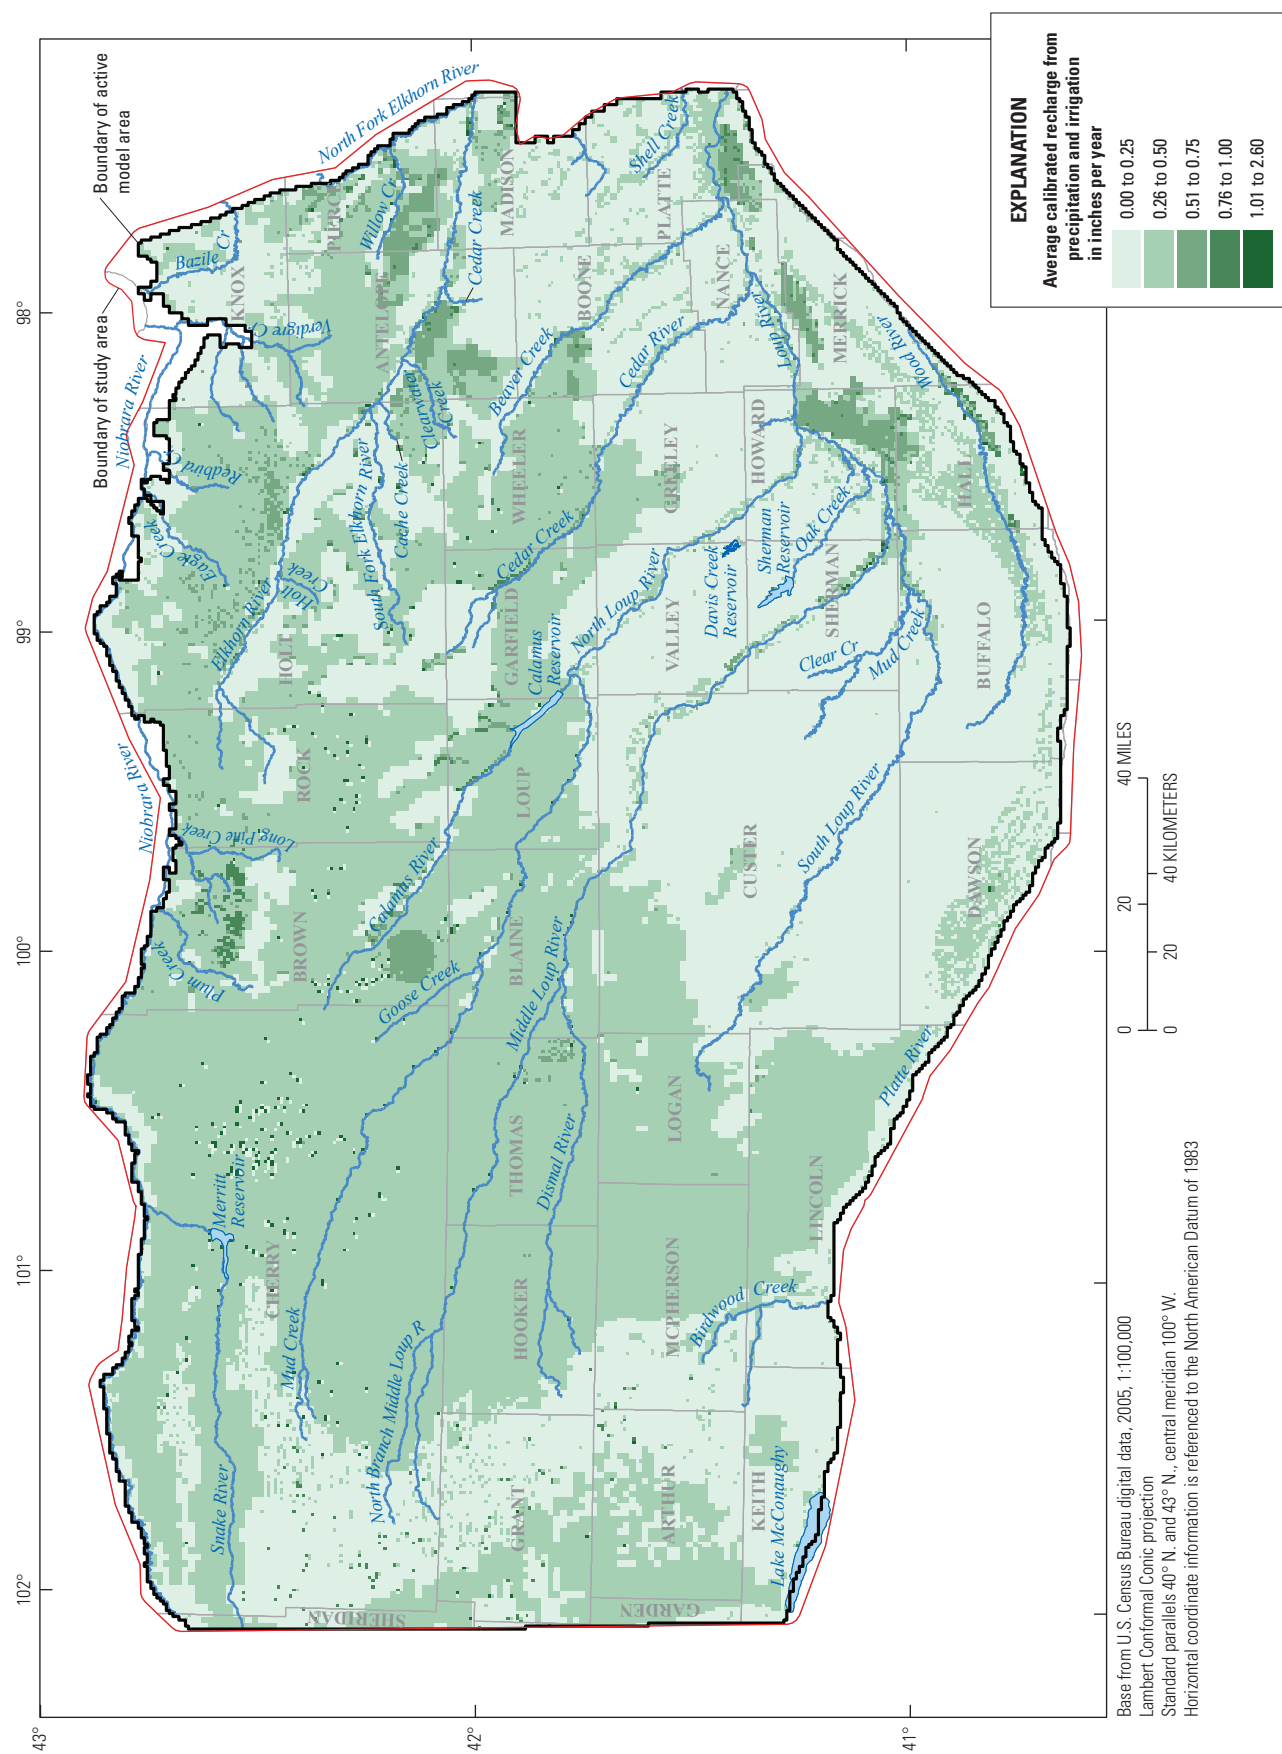 102°
101°
100°
99°
98°
43°
42°
41°
Boundary of study area
Boundary of active
model area
Niobrara River
Niobrara River
North Fork Elkhorn River
Bazile Cr
KNOX
Verdigre Cr
PIERCE
Willow Cr
ANTELOPE
MADISON
Cedar Creek
Shell Creek
PLATTE
BOONE
NANCE
Beaver Creek
Cedar River
Loup River
MERRICK
Wood River
Clearwater
Creek
Redbird Cr
Eagle Creek
Elkhorn River
Holt
Creek
South Fork Elkhorn River
Cache Creek
HOLT
WHEELER
GREELEY
HOWARD
HALL
Cedar Creek
GARFIELD
Calamus
Reservoir
North Loup River
VALLEY
Davis Creek
Reservoir
Sherman
Reservoir
Oak Creek
SHERMAN
Clear Cr
Mud Creek
BUFFALO
ROCK
LOUP
Long Pine Creek
Plum Creek
BROWN
Calamus River
Goose Creek
BLAINE
Middle Loup River
CUSTER
South Loup River
DAWSON
Platte River
Merritt
Reservoir
CHERRY
Snake River
Mud Creek
North Branch Middle Loup R
THOMAS
HOOKER
Dismal River
LOGAN
MCPHERSON
LINCOLN
Birdwood Creek
GRANT
ARTHUR
KEITH
Lake McConaughy
SHERIDAN
GARDEN
Base from U.S. Census Bureau digital data, 2005, 1:100,000
Lambert Conformal Conic projection
Standard parallels 40° N. and 43° N., central meridian 100° W.
Horizontal coordinate information is referenced to the North American Datum of 1983
0 20 40 MILES
0 20 40 KILOMETERS
EXPLANATION
Average calibrated recharge from
precipitation and irrigation
in inches per year
0.00 to 0.25
0.26 to 0.50
0.51 to 0.75
0.76 to 1.00
1.01 to 2.60